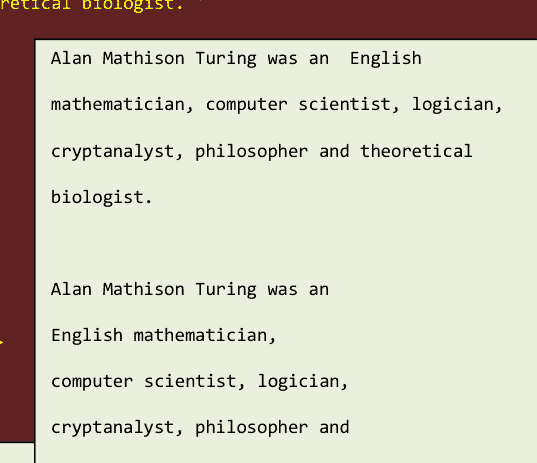 retical biologist. '
Alan Mathison Turing was an  English
mathematician, computer scientist, logician,
cryptanalyst, philosopher and theoretical
biologist.
Alan Mathison Turing was an
English mathematician,
computer scientist, logician,
cryptanalyst, philosopher and